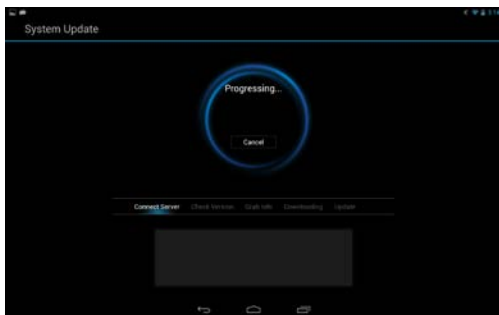 System Update
Progressing...
Cancel
Connect Server Check Version Grab Info Downloading Update